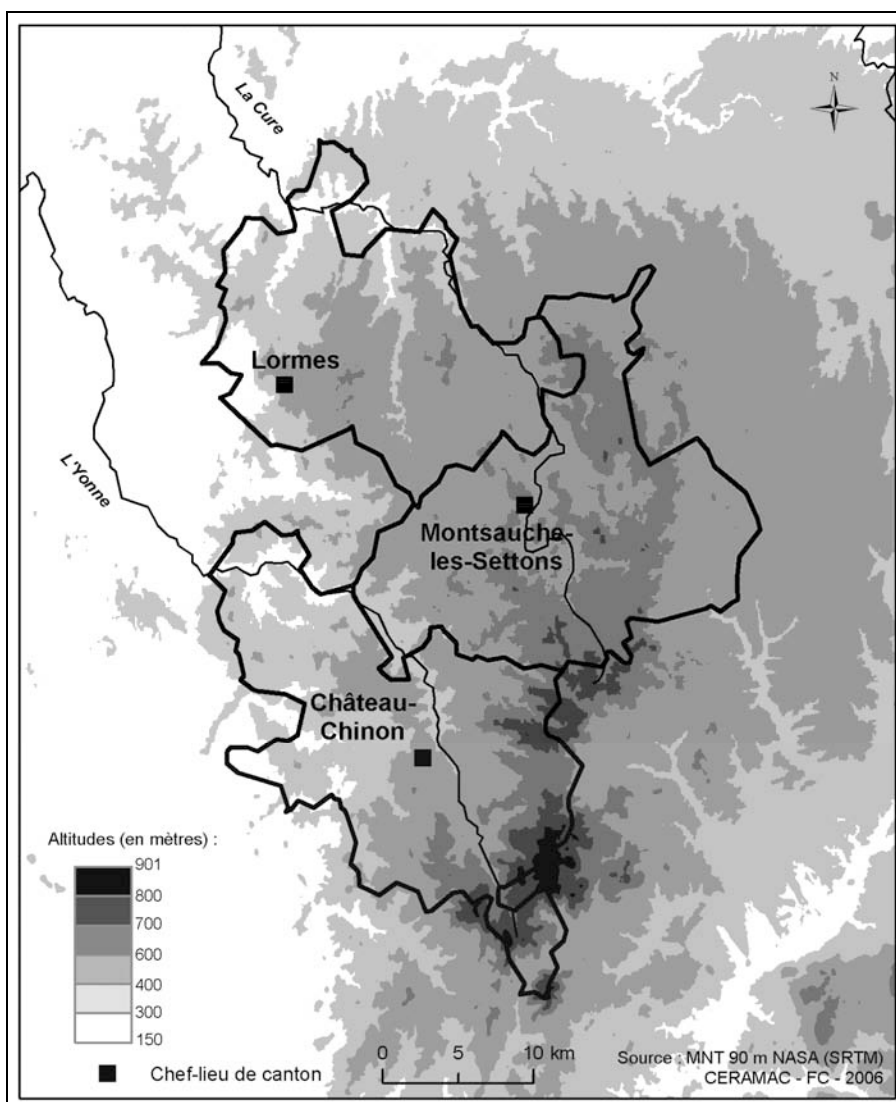 La Cure
N
Lormes
L'Yonne
Montsauche-
les-Settons
Château-
Chinon
Altitudes (en mètres) :
901
800
700
600
400
300
150
Chef-lieu de canton
0 5 10 km
Source : MNT 90 m NASA (SRTM)
CERAMAC - FC - 2006